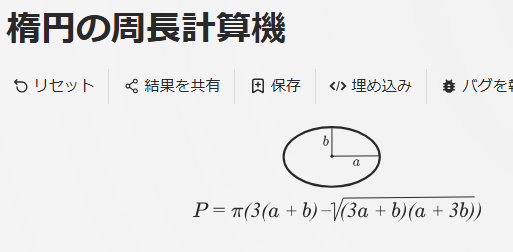 楕円の周長計算機
リセット 結果を共有 保存 埋め込み バグを
b
a
P = π(3(a + b) − √(3a + b)(a + 3b))